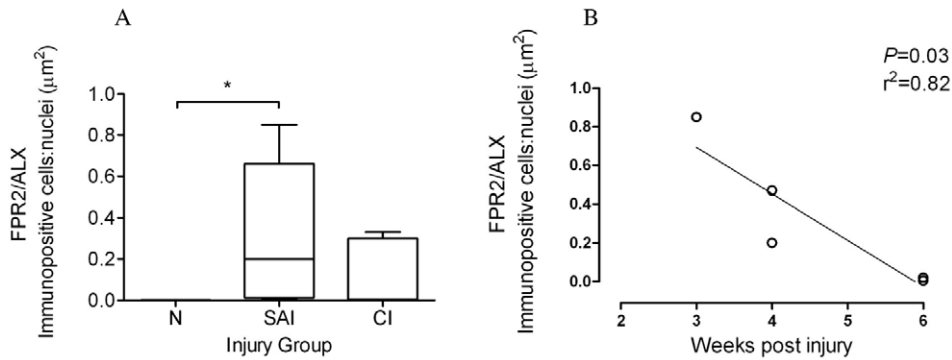 A
FPR2/ALX
Immunopositive cells:nuclei (μm²)
1.0
0.8
0.6
0.4
0.2
0.0
*
N SAI CI
Injury Group
B
FPR2/ALX
Immunopositive cells:nuclei (μm²)
1.0
0.8
0.6
0.4
0.2
0.0
P=0.03
r²=0.82
2 3 4 5 6
Weeks post injury